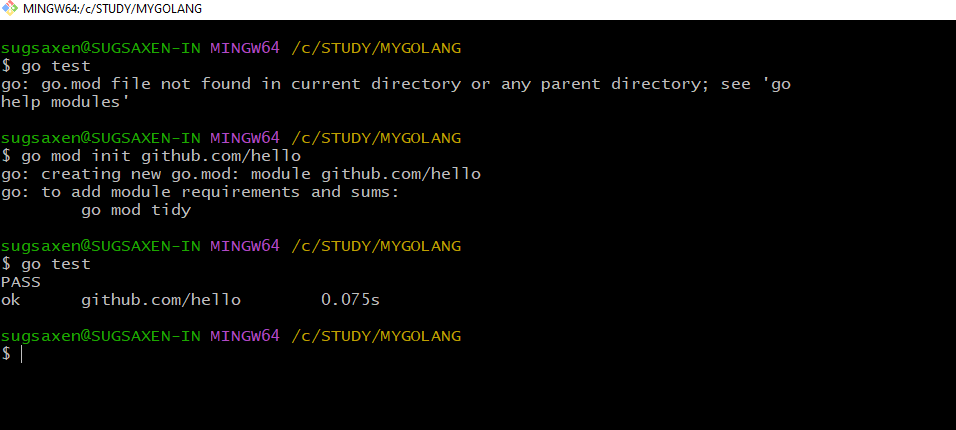 MINGW64:/c/STUDY/MYGOLANG
sugsaxen@SUGSAXEN-IN MINGW64 /c/STUDY/MYGOLANG
$ go test
go: go.mod file not found in current directory or any parent directory; see 'go
help modules'
sugsaxen@SUGSAXEN-IN MINGW64 /c/STUDY/MYGOLANG
$ go mod init github.com/hello
go: creating new go.mod: module github.com/hello
go: to add module requirements and sums:
        go mod tidy
sugsaxen@SUGSAXEN-IN MINGW64 /c/STUDY/MYGOLANG
$ go test
PASS
ok      github.com/hello        0.075s
sugsaxen@SUGSAXEN-IN MINGW64 /c/STUDY/MYGOLANG
$